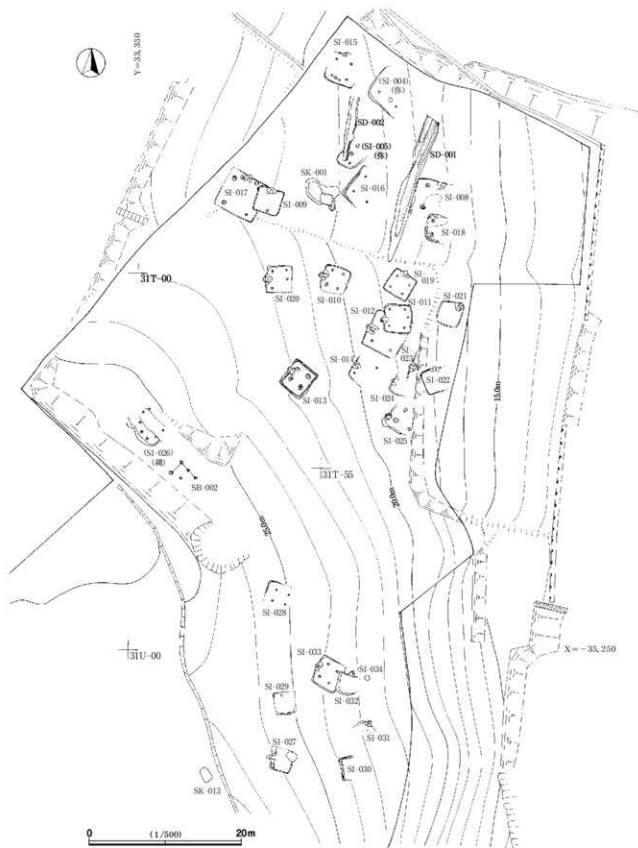 Y=33,350
SI-015
(SI-004)
(弥)
SD-002
(SI-005)
(弥)
SD-001
SK-001
SI-016
SI-017
SI-009
SI-008
SI-018
31T-00
SI-020
SI-010
SI-019
SI-011
SI-021
SI-012
SI-023
SI-014
SI-022
SI-024
SI-013
15.0m
SI-025
(SI-026)
(縄)
SB-002
31T-55
20.0m
25.0m
SI-028
31U-00
X=-35,250
SI-033
SI-034
SI-032
SI-029
SI-031
SI-027
SI-030
SK-013
0 (1/500) 20m